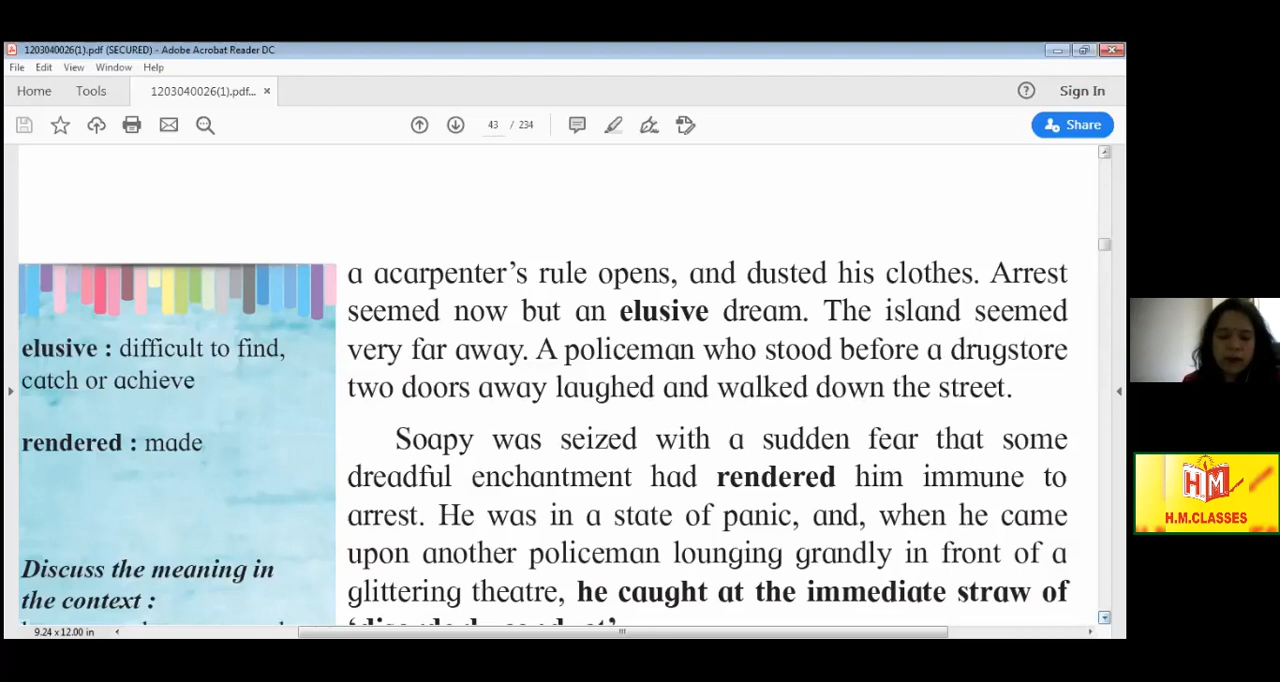 1203040026(1).pdf (SECURED) - Adobe Acrobat Reader DC
File Edit View Window Help
Home Tools 1203040026(1).pdf... × ? Sign In
43 / 234 Share
a acarpenter's rule opens, and dusted his clothes. Arrest
seemed now but an elusive dream. The island seemed
very far away. A policeman who stood before a drugstore
two doors away laughed and walked down the street.
Soapy was seized with a sudden fear that some
dreadful enchantment had rendered him immune to
arrest. He was in a state of panic, and, when he came
upon another policeman lounging grandly in front of a
glittering theatre, he caught at the immediate straw of
'disorderly conduct'.
elusive : difficult to find,
catch or achieve
rendered : made
Discuss the meaning in
the context :
9.24 x 12.00 in
HM
H.M.CLASSES